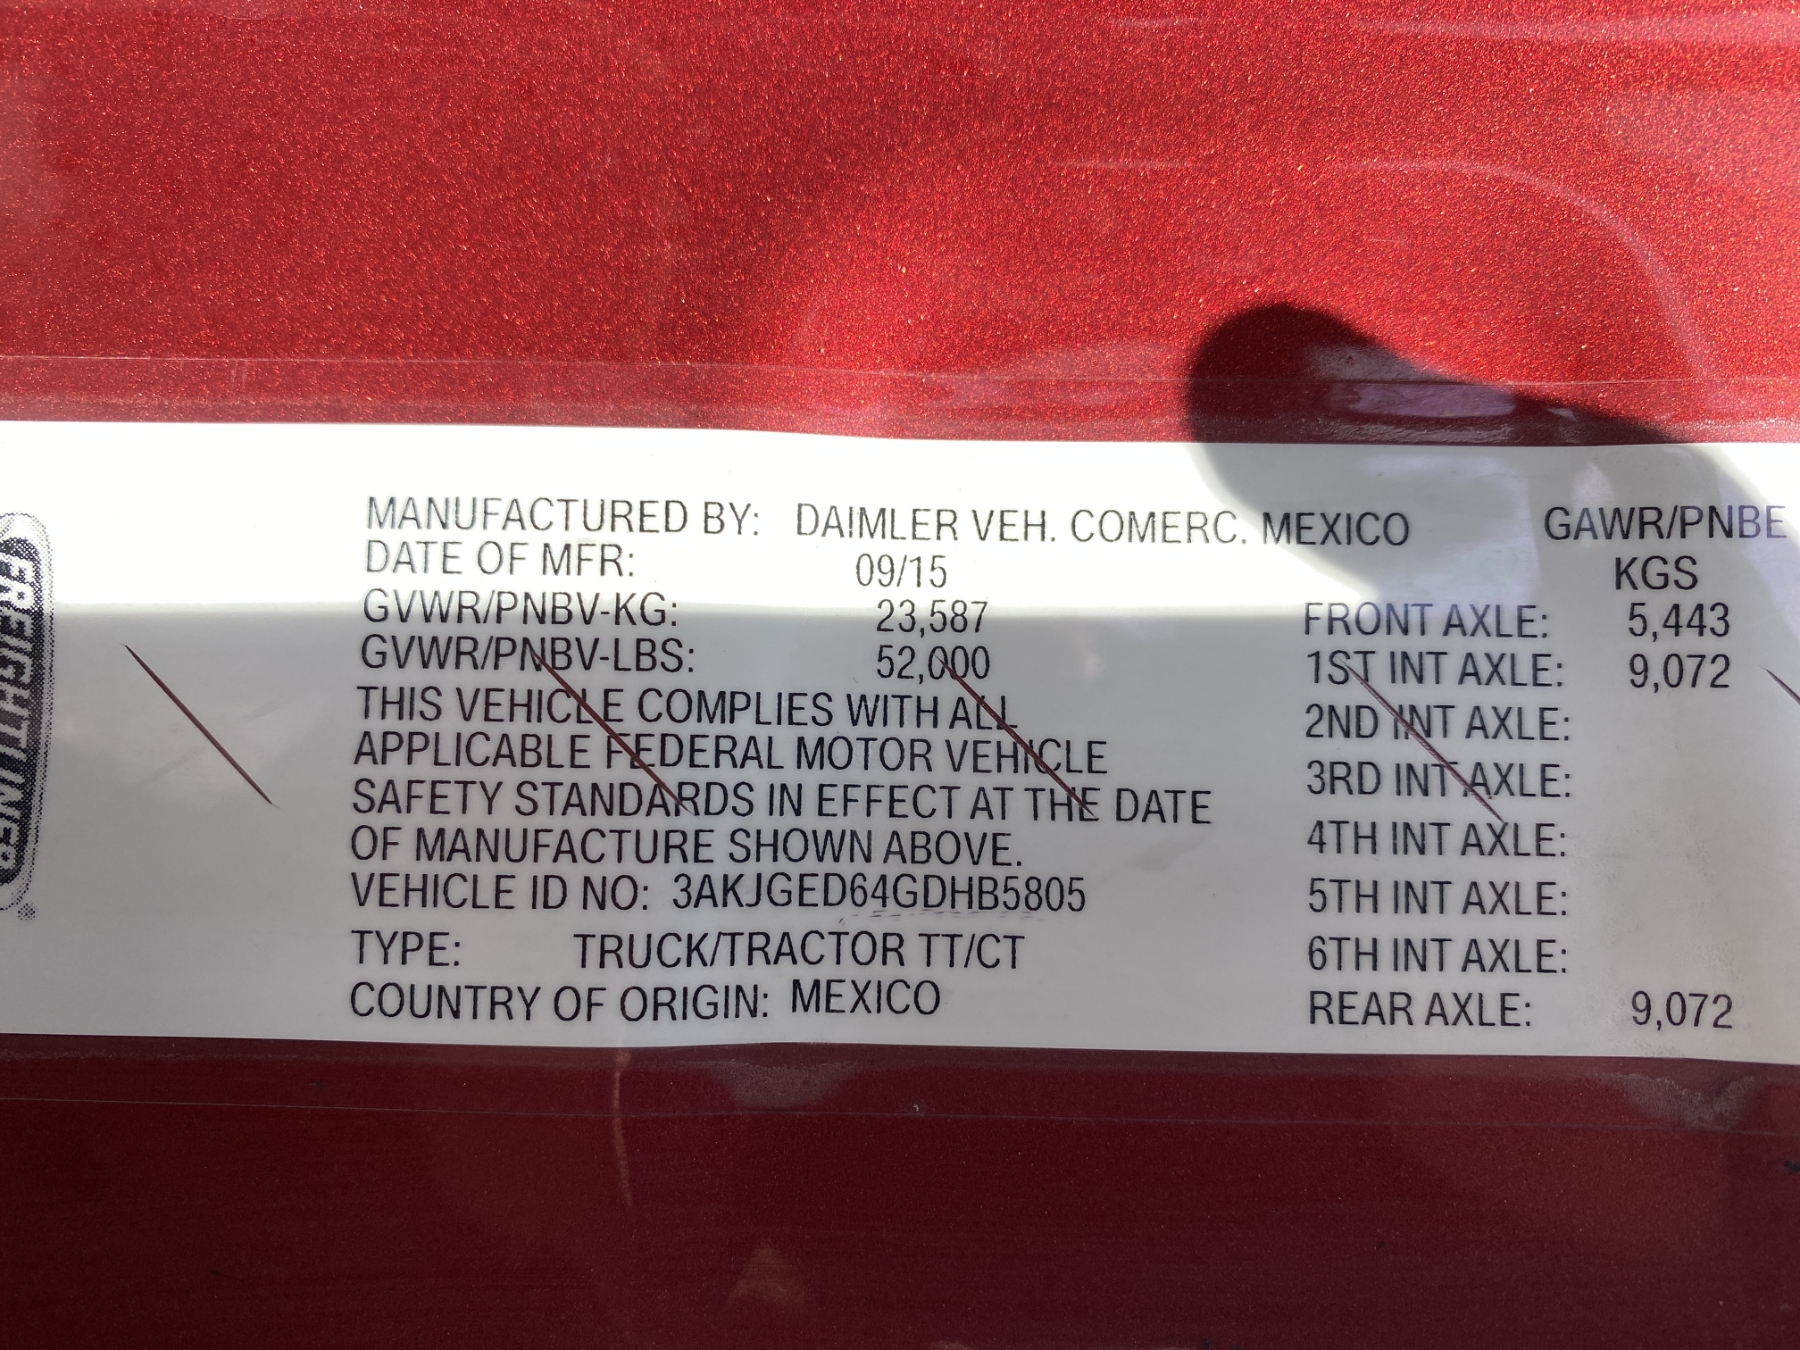 FREIGHTLINER®
MANUFACTURED BY: DAIMLER VEH. COMERC. MEXICO
DATE OF MFR: 09/15
GVWR/PNBV-KG: 23,587
GVWR/PNBV-LBS: 52,000
THIS VEHICLE COMPLIES WITH ALL
APPLICABLE FEDERAL MOTOR VEHICLE
SAFETY STANDARDS IN EFFECT AT THE DATE
OF MANUFACTURE SHOWN ABOVE.
VEHICLE ID NO: 3AKJGED64GDHB5805
TYPE: TRUCK/TRACTOR TT/CT
COUNTRY OF ORIGIN: MEXICO
GAWR/PNBE
KGS
FRONT AXLE: 5,443
1ST INT AXLE: 9,072
2ND INT AXLE:
3RD INT AXLE:
4TH INT AXLE:
5TH INT AXLE:
6TH INT AXLE:
REAR AXLE: 9,072